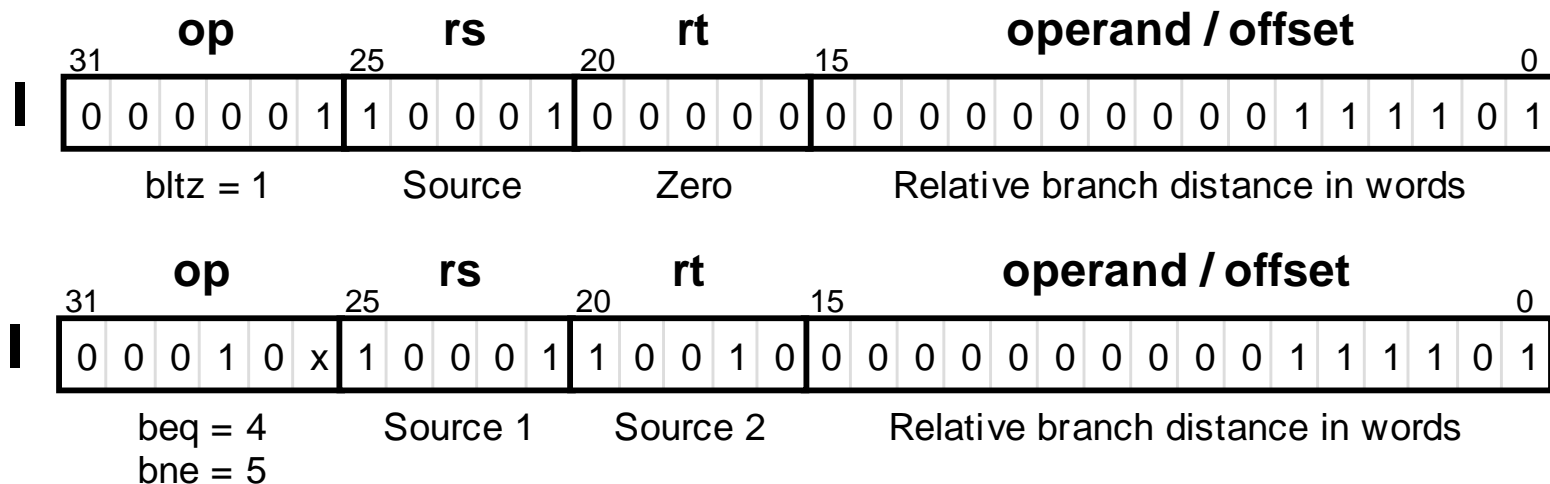 op rs rt operand / offset
31 25 20 15 0
I 0 0 0 0 0 1 1 0 0 0 1 0 0 0 0 0 0 0 0 0 0 0 0 0 0 0 1 1 1 1 0 1
bltz = 1 Source Zero Relative branch distance in words
op rs rt operand / offset
31 25 20 15 0
I 0 0 0 1 0 x 1 0 0 0 1 1 0 0 1 0 0 0 0 0 0 0 0 0 0 0 1 1 1 1 0 1
beq = 4 Source 1 Source 2 Relative branch distance in words
bne = 5